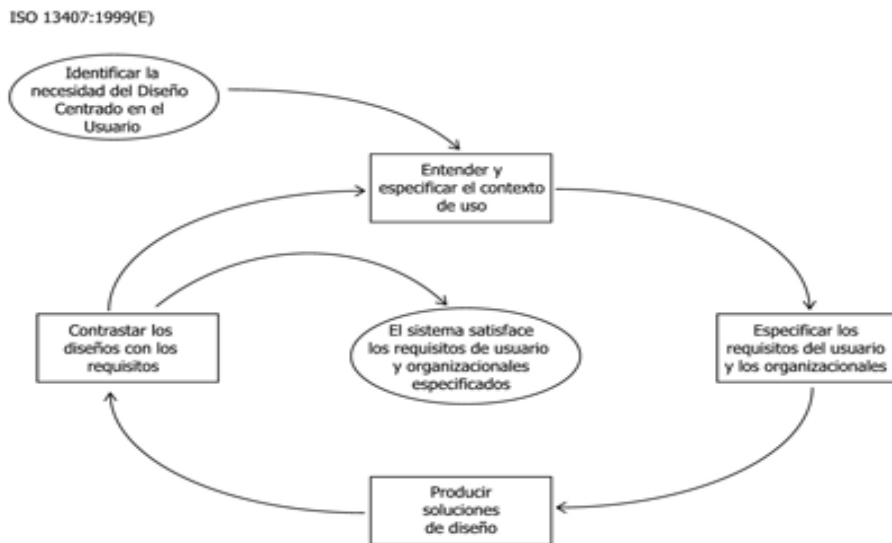 ISO 13407:1999(E)
Identificar la
necesidad del Diseño
Centrado en el
Usuario
Entender y
especificar el contexto
de uso
Contrastar los
diseños con los
requisitos
El sistema satisface
los requisitos de usuario
y organizacionales
especificados
Especificar los
requisitos del usuario
y los organizacionales
Producir
soluciones
de diseño